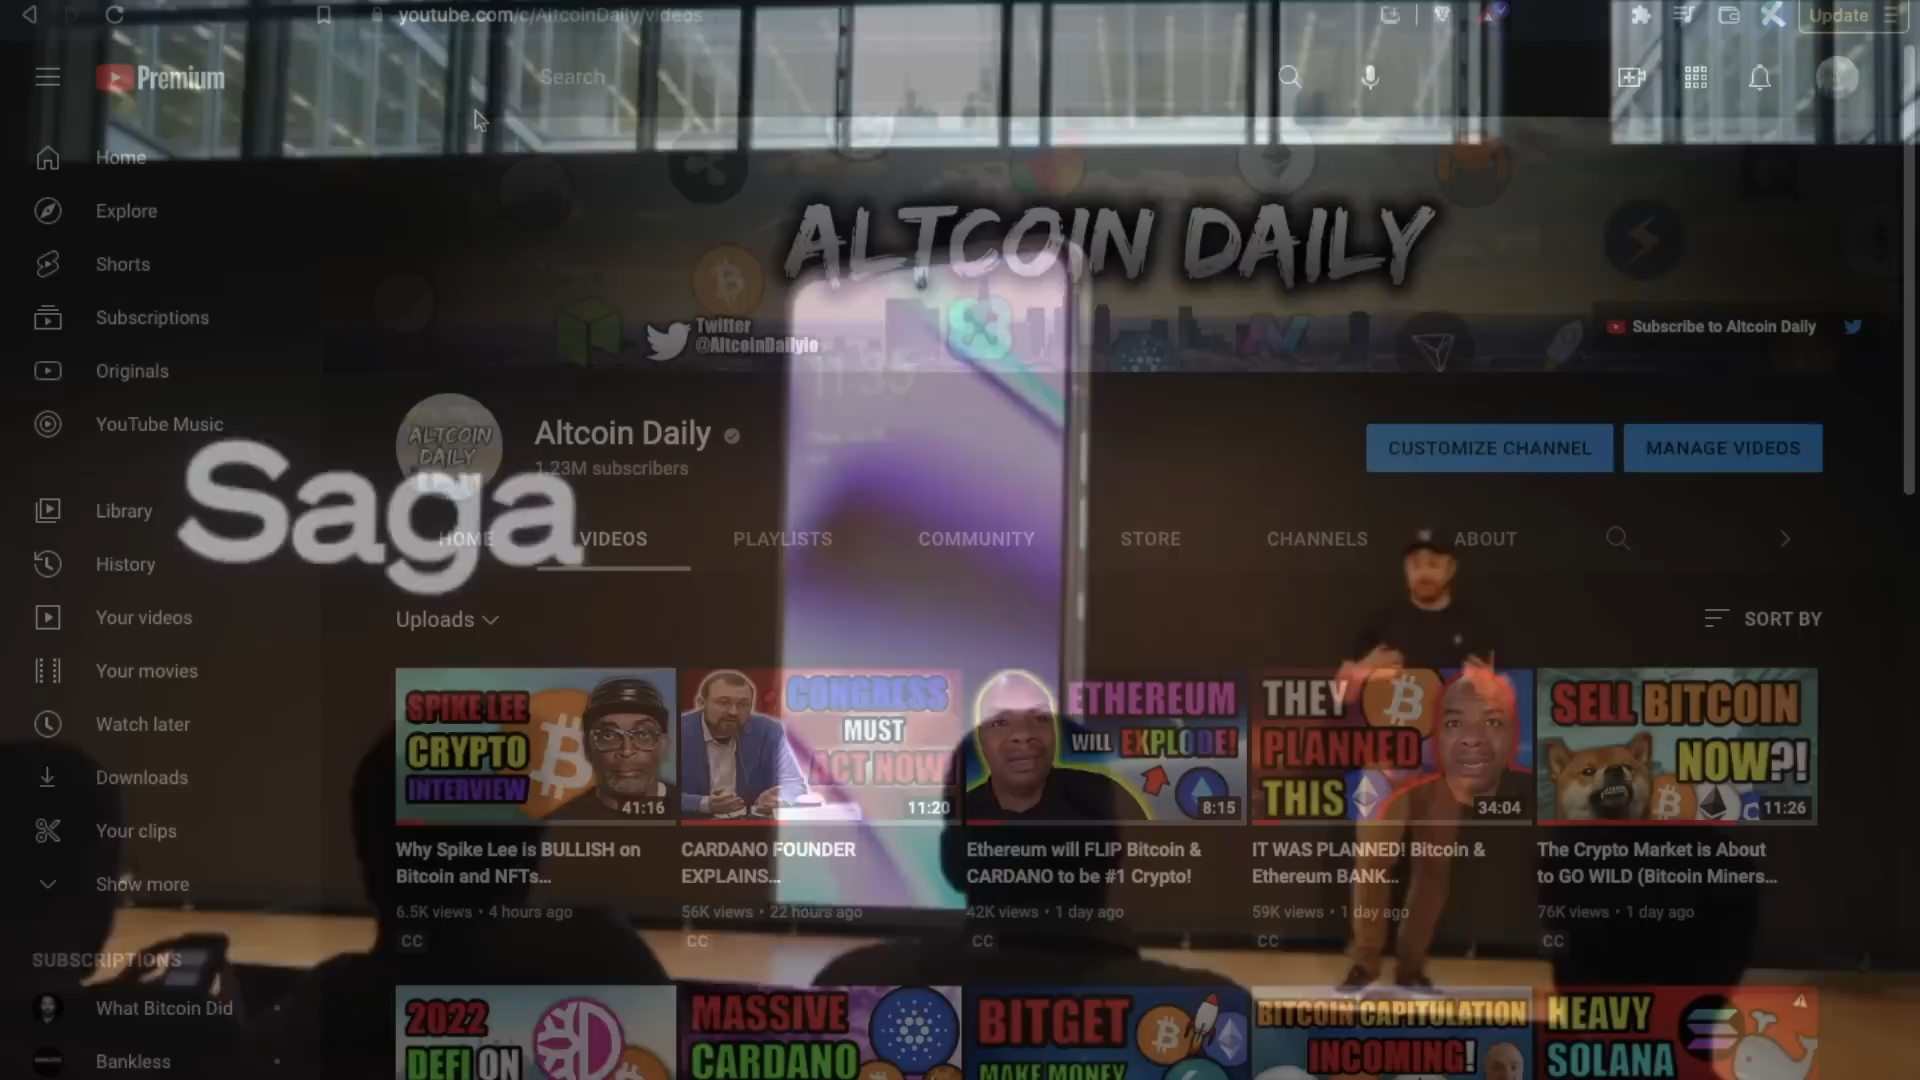 youtube.com/c/AltcoinDaily/videos
Update
Premium
Search
Home
Explore
Shorts
Subscriptions
Originals
YouTube Music
Library
History
Your videos
Your movies
Watch later
Downloads
Your clips
Show more
SUBSCRIPTIONS
What Bitcoin Did
Bankless
ALTCOIN DAILY
Twitter
@AltcoinDailyio
Subscribe to Altcoin Daily
11:35
ALTCOIN
DAILY
Altcoin Daily
1.23M subscribers
CUSTOMIZE CHANNEL
MANAGE VIDEOS
Saga
HOME
VIDEOS
PLAYLISTS
COMMUNITY
STORE
CHANNELS
ABOUT
Uploads
SORT BY
SPIKE LEE
CRYPTO
INTERVIEW
41:16
Why Spike Lee is BULLISH on
Bitcoin and NFTs...
6.5K views • 4 hours ago
CC
CONGRESS
MUST
ACT NOW
11:20
CARDANO FOUNDER
EXPLAINS...
56K views • 22 hours ago
CC
ETHEREUM
WILL EXPLODE!
8:15
Ethereum will FLIP Bitcoin &
CARDANO to be #1 Crypto!
42K views • 1 day ago
CC
THEY
PLANNED
THIS
34:04
IT WAS PLANNED! Bitcoin &
Ethereum BANK...
59K views • 1 day ago
CC
SELL BITCOIN
NOW?!
11:26
The Crypto Market is About
to GO WILD (Bitcoin Miners...
76K views • 1 day ago
CC
2022
DEFI ON
MASSIVE
CARDANO
BITGET
MAKE MONEY
BITCOIN CAPITULATION
INCOMING!
HEAVY
SOLANA